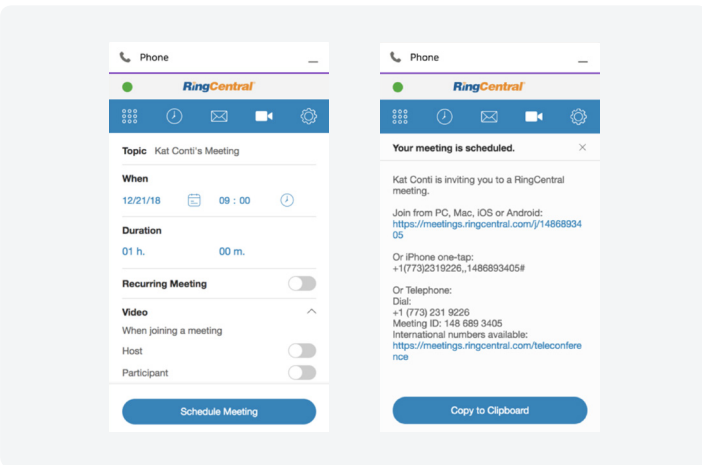 Phone
RingCentral
Topic Kat Conti's Meeting
When
12/21/18 09 : 00
Duration
01 h. 00 m.
Recurring Meeting
Video
When joining a meeting
Host
Participant
Schedule Meeting
Phone
RingCentral
Your meeting is scheduled.
Kat Conti is inviting you to a RingCentral
meeting.
Join from PC, Mac, iOS or Android:
https://meetings.ringcentral.com/j/14868934
05
Or iPhone one-tap:
+1(773)2319226,,1486893405#
Or Telephone:
Dial:
+1 (773) 231 9226
Meeting ID: 148 689 3405
International numbers available:
https://meetings.ringcentral.com/teleconfere
nce
Copy to Clipboard